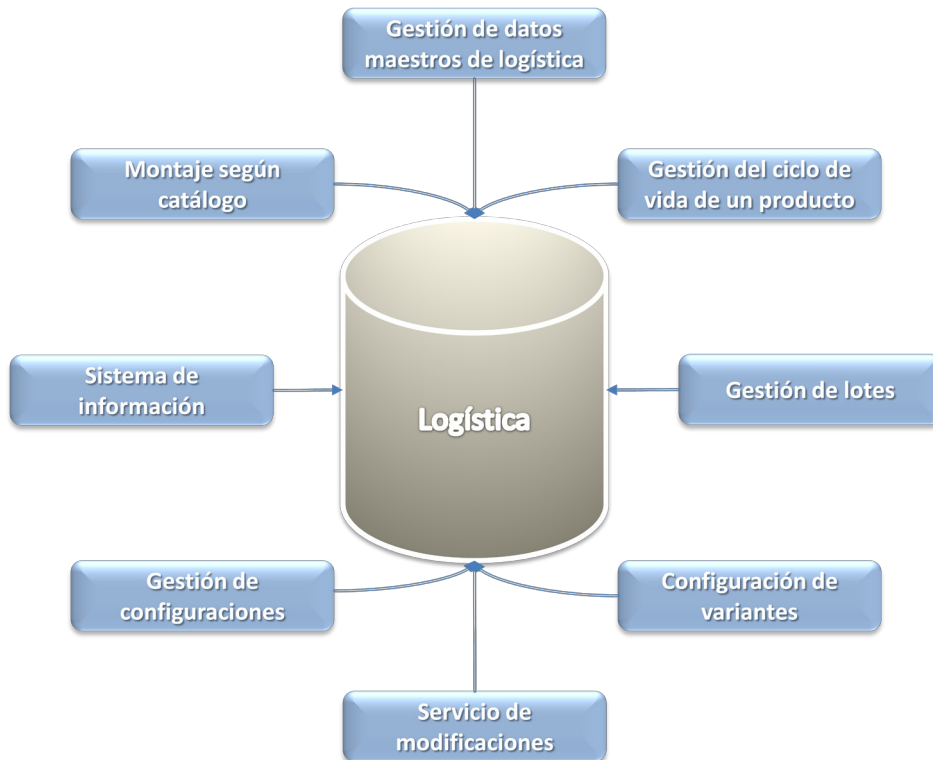 Gestión de datos
maestros de logística
Montaje según
catálogo
Gestión del ciclo de
vida de un producto
Sistema de
información
Logística
Gestión de lotes
Gestión de
configuraciones
Configuración de
variantes
Servicio de
modificaciones